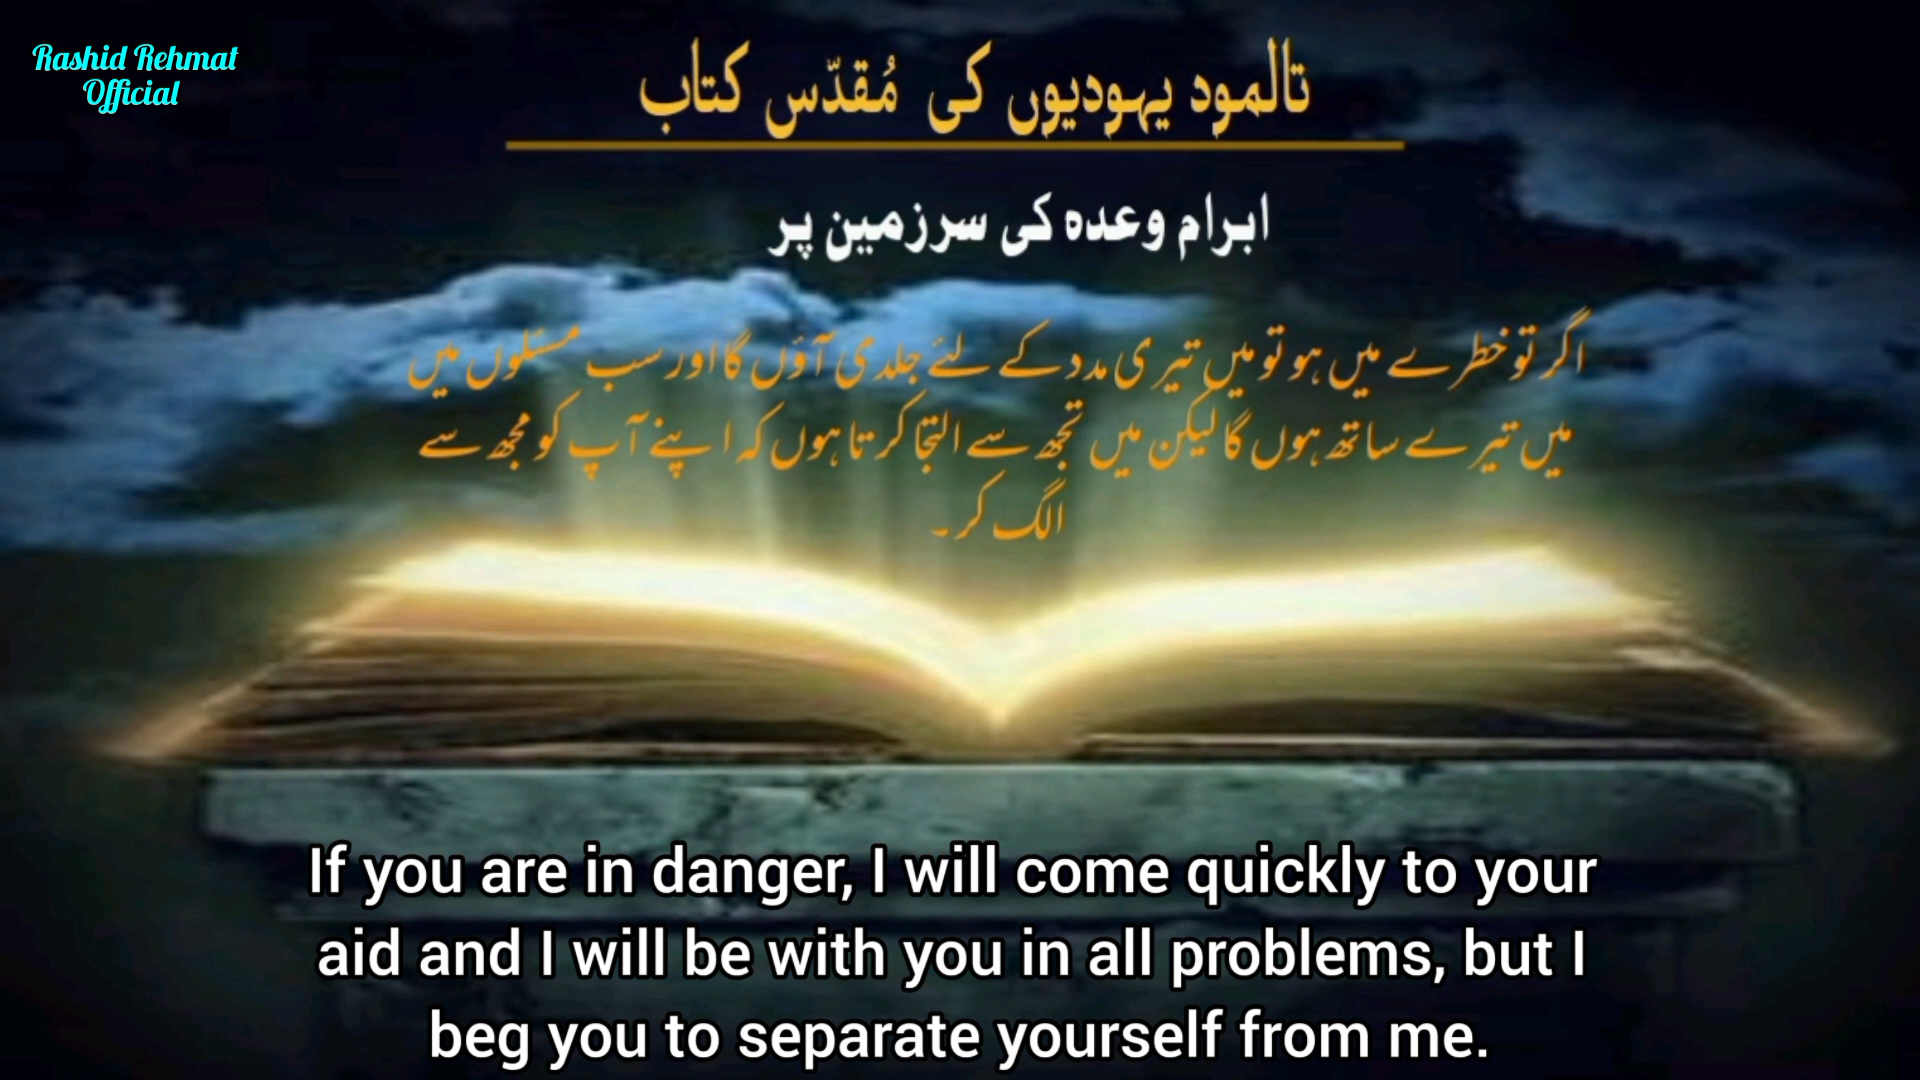 Rashid Rehmat
Official
تالمود یہودیوں کی مُقدّس کتاب
ابرام وعدہ کی سرزمین پر
اگر تو خطرے میں ہو تو میں تیری مدد کے لئے جلدی آؤں گا اور سب مسئلوں میں
میں تیرے ساتھ ہوں گا لیکن میں تجھ سے التجا کرتا ہوں کہ اپنے آپ کو مجھ سے
الگ کر۔
If you are in danger, I will come quickly to your
aid and I will be with you in all problems, but I
beg you to separate yourself from me.